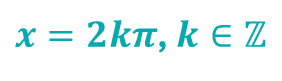 x = 2kπ, k ∈ ℤ